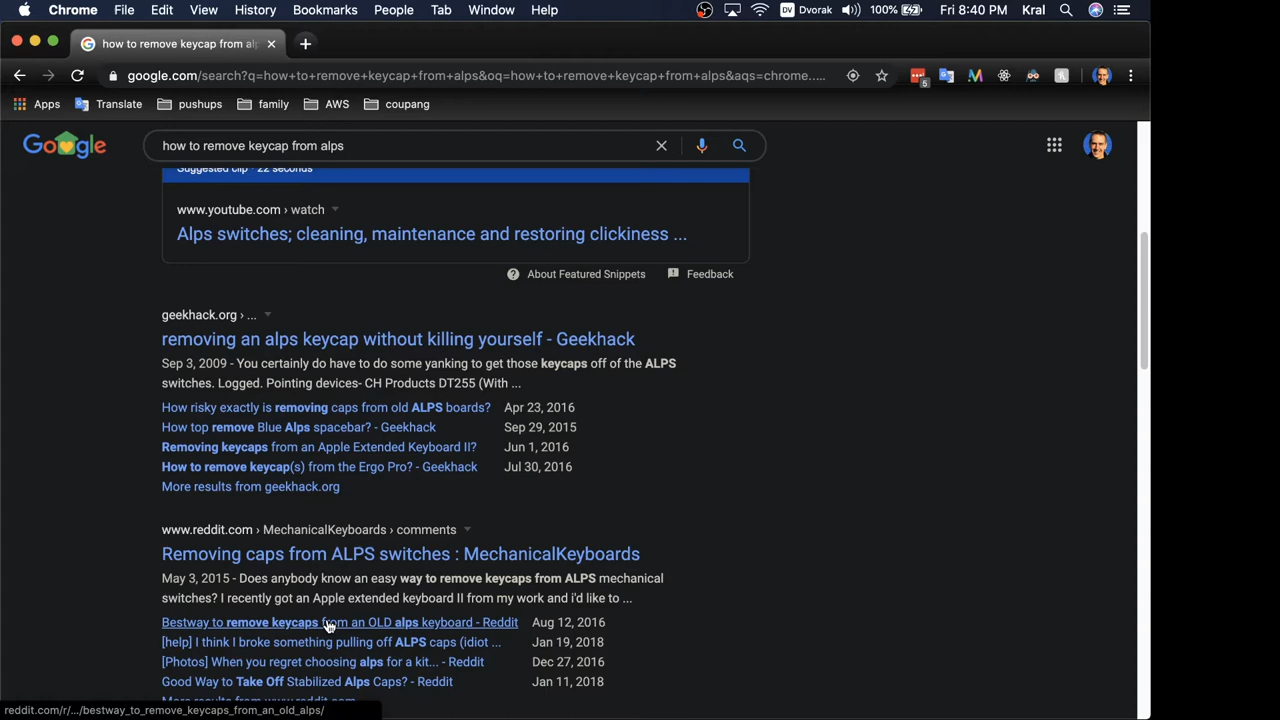 Chrome File Edit View History Bookmarks People Tab Window Help DV Dvorak 100% Fri 8:40 PM Kral
how to remove keycap from alp
google.com/search?q=how+to+remove+keycap+from+alps&oq=how+to+remove+keycap+from+alps&aqs=chrome.... 5
Apps Translate pushups family AWS coupang
Google how to remove keycap from alps
Suggested clip · 22 seconds
www.youtube.com › watch
Alps switches; cleaning, maintenance and restoring clickiness ...
About Featured Snippets Feedback
geekhack.org › ...
removing an alps keycap without killing yourself - Geekhack
Sep 3, 2009 - You certainly do have to do some yanking to get those keycaps off of the ALPS
switches. Logged. Pointing devices- CH Products DT255 (With ...
How risky exactly is removing caps from old ALPS boards? Apr 23, 2016
How top remove Blue Alps spacebar? - Geekhack Sep 29, 2015
Removing keycaps from an Apple Extended Keyboard II? Jun 1, 2016
How to remove keycap(s) from the Ergo Pro? - Geekhack Jul 30, 2016
More results from geekhack.org
www.reddit.com › MechanicalKeyboards › comments
Removing caps from ALPS switches : MechanicalKeyboards
May 3, 2015 - Does anybody know an easy way to remove keycaps from ALPS mechanical
switches? I recently got an Apple extended keyboard II from my work and i'd like to ...
Bestway to remove keycaps from an OLD alps keyboard - Reddit Aug 12, 2016
[help] I think I broke something pulling off ALPS caps (idiot ... Jan 19, 2018
[Photos] When you regret choosing alps for a kit... - Reddit Dec 27, 2016
Good Way to Take Off Stabilized Alps Caps? - Reddit Jan 11, 2018
More results from www.reddit.com
reddit.com/r/.../bestway_to_remove_keycaps_from_an_old_alps/